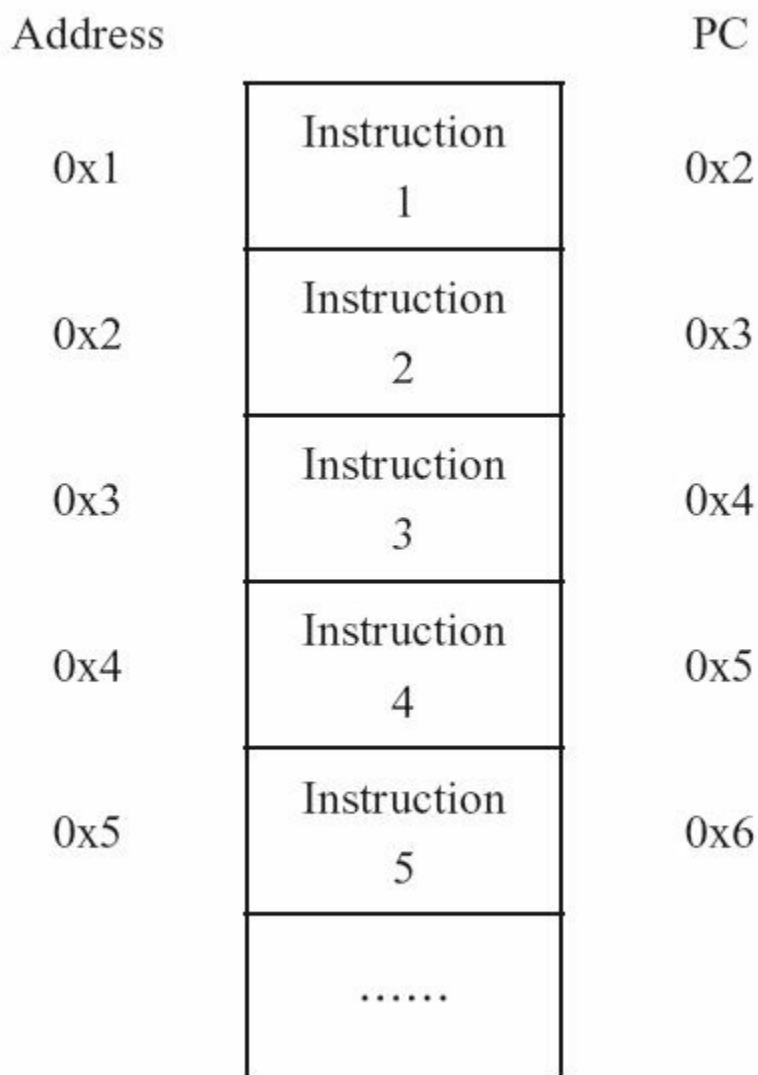 Address PC
0x1 Instruction 0x2
1
0x2 Instruction 0x3
2
0x3 Instruction 0x4
3
0x4 Instruction 0x5
4
0x5 Instruction 0x6
5
……